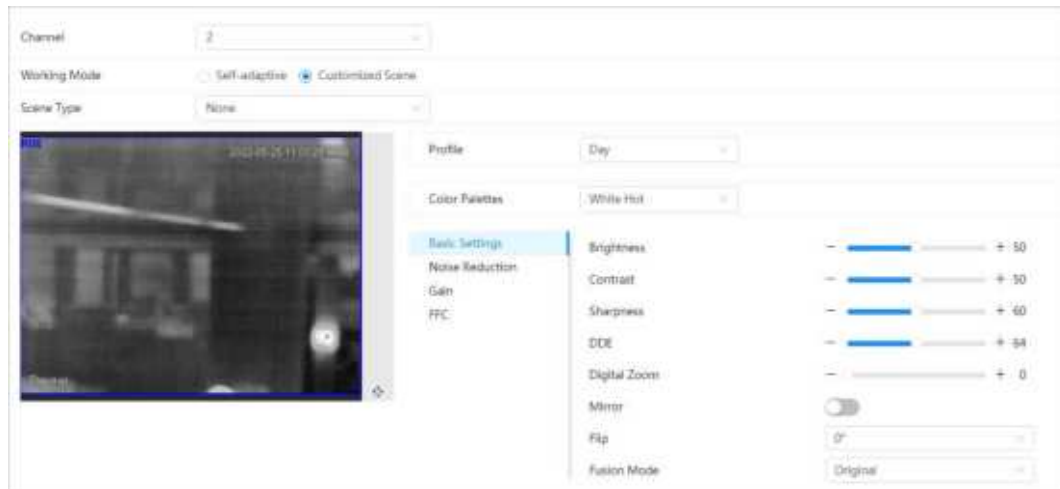 Channel 2
Working Mode Self-adaptive Customized Scene
Scene Type None
Profile Day
Color Palettes White Hot
Basic Settings
Noise Reduction
Gain
FFC
Brightness - + 50
Contrast - + 50
Sharpness - + 60
DDE - + 64
Digital Zoom - + 0
Mirror
Flip 0°
Fusion Mode Original